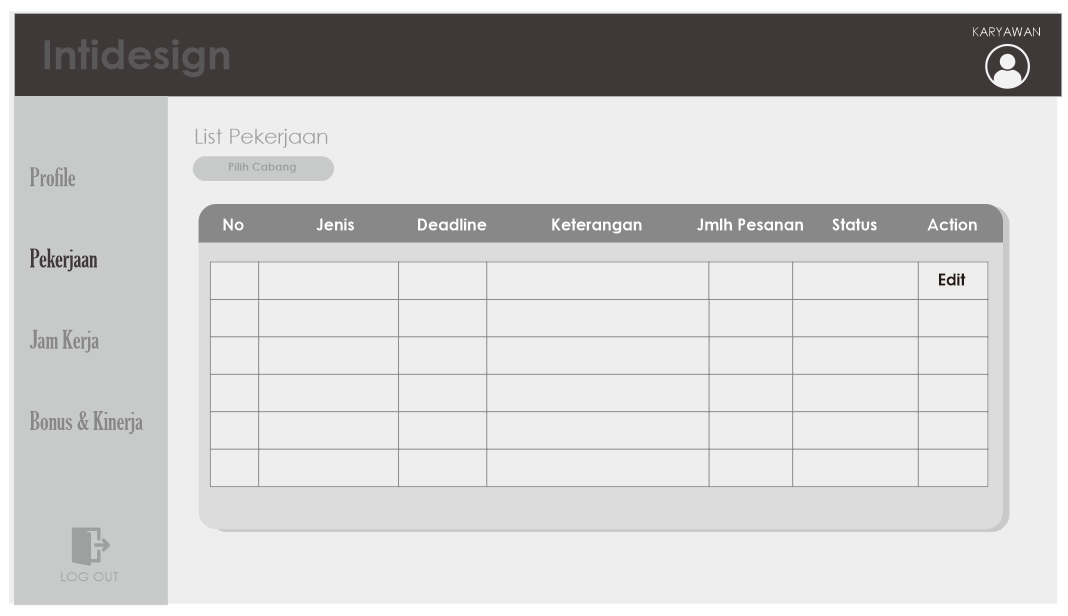 Intidesign
KARYAWAN
Profile
Pekerjaan
Jam Kerja
Bonus & Kinerja
LOG OUT
List Pekerjaan
Pilih Cabang
No Jenis Deadline Keterangan Jmlh Pesanan Status Action
Edit